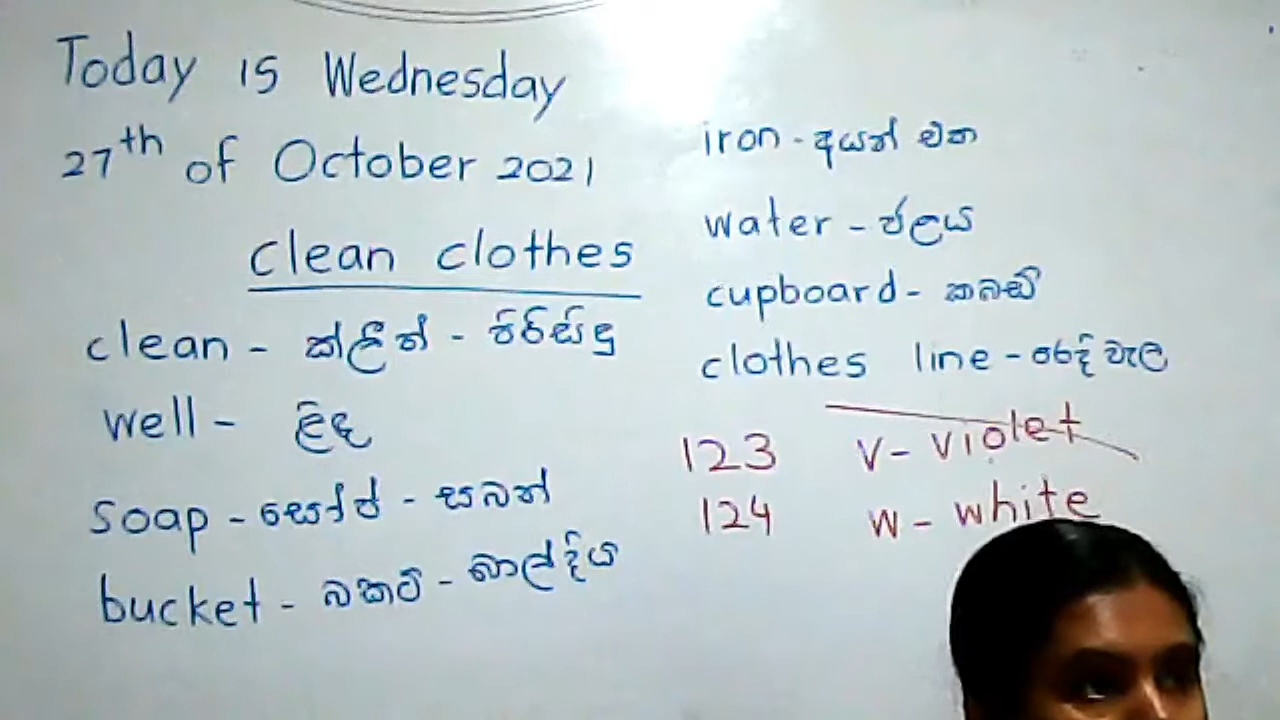 Today is Wednesday
27th of October 2021
clean clothes
clean - ක්ලීන් - පිරිසිදු
well - ළිඳ
soap - සෝප් - සබන්
bucket - බකට් - බාල්දිය
iron - අයන් එක
water - ජලය
cupboard - කබඩ්
clothes line - රෙදි වැල
123 V - violet
124 W - white